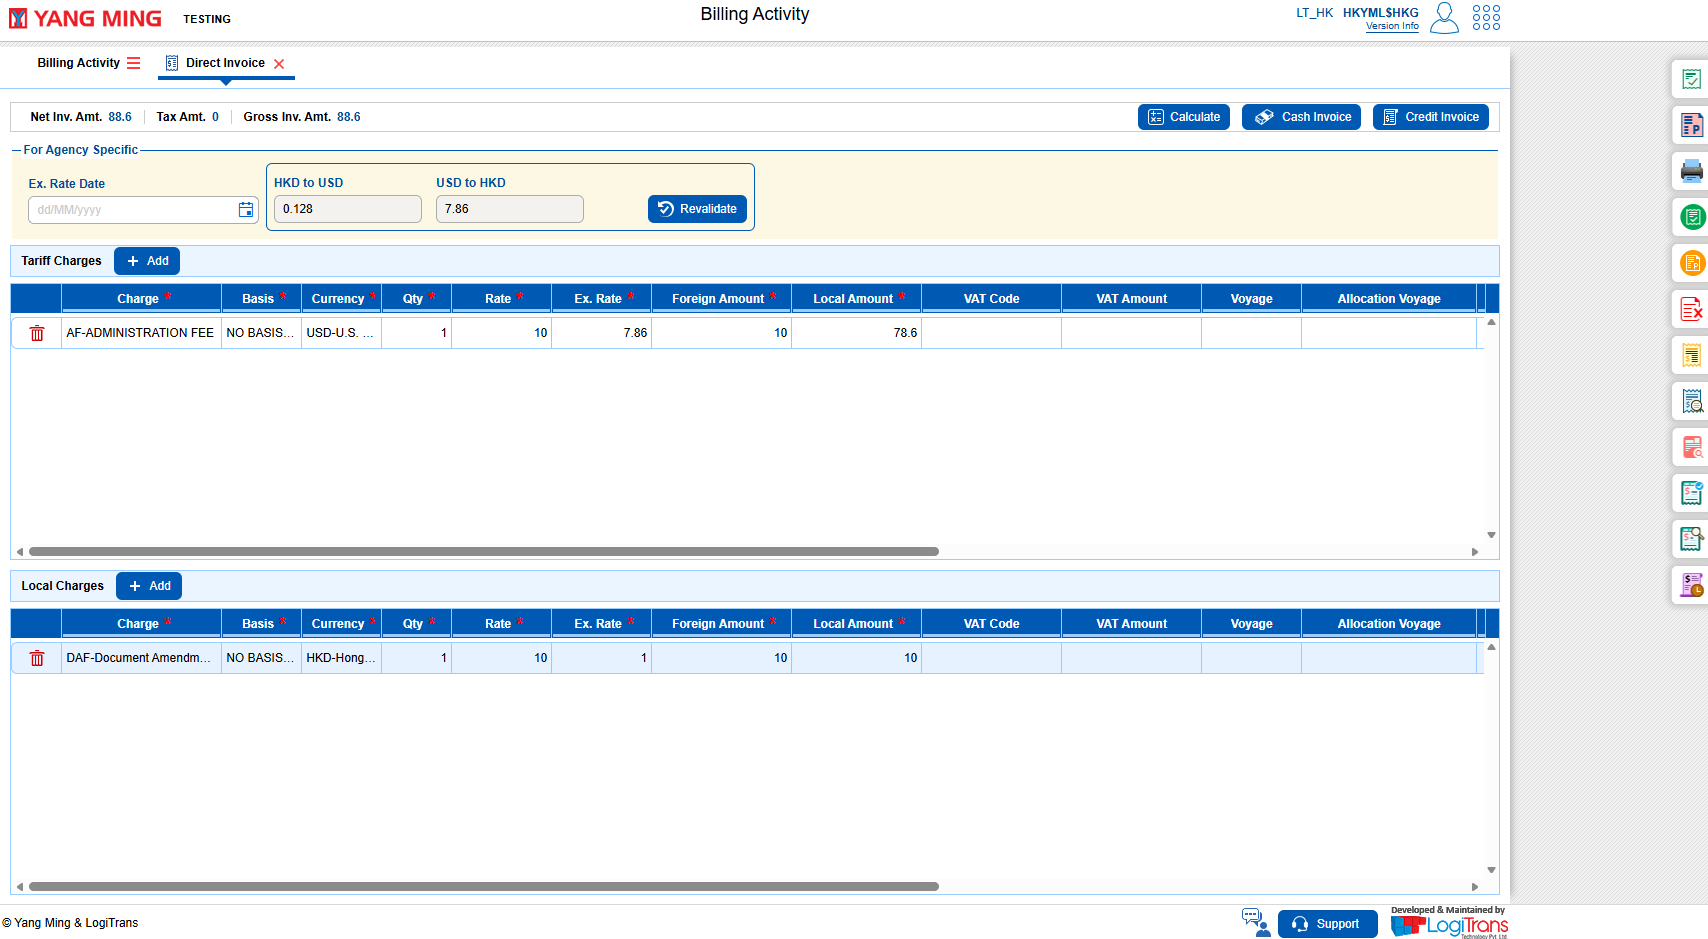 YANG MING TESTING Billing Activity LT_HK HKYML$HKG
Version Info
Billing Activity Direct Invoice
Net Inv. Amt. 88.6 Tax Amt. 0 Gross Inv. Amt. 88.6 Calculate Cash Invoice Credit Invoice
For Agency Specific
Ex. Rate Date HKD to USD USD to HKD
dd/MM/yyyy 0.128 7.86 Revalidate
Tariff Charges + Add
Charge * Basis * Currency * Qty * Rate * Ex. Rate * Foreign Amount * Local Amount * VAT Code VAT Amount Voyage Allocation Voyage
AF-ADMINISTRATION FEE NO BASIS... USD-U.S. ... 1 10 7.86 10 78.6
Local Charges + Add
Charge * Basis * Currency * Qty * Rate * Ex. Rate * Foreign Amount * Local Amount * VAT Code VAT Amount Voyage Allocation Voyage
DAF-Document Amendm... NO BASIS... HKD-Hong... 1 10 1 10 10
© Yang Ming & LogiTrans Support
Developed & Maintained by
LogiTrans
Technology Pvt. Ltd.